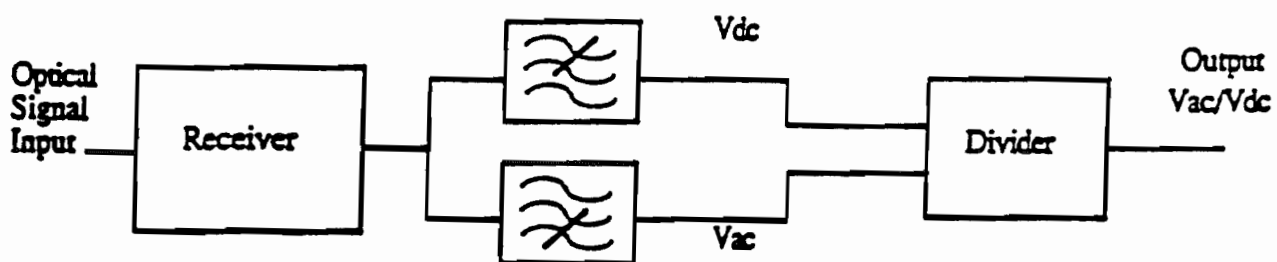 Optical
Signal
Input
Receiver
Vdc
Vac
Divider
Output
Vac/Vdc